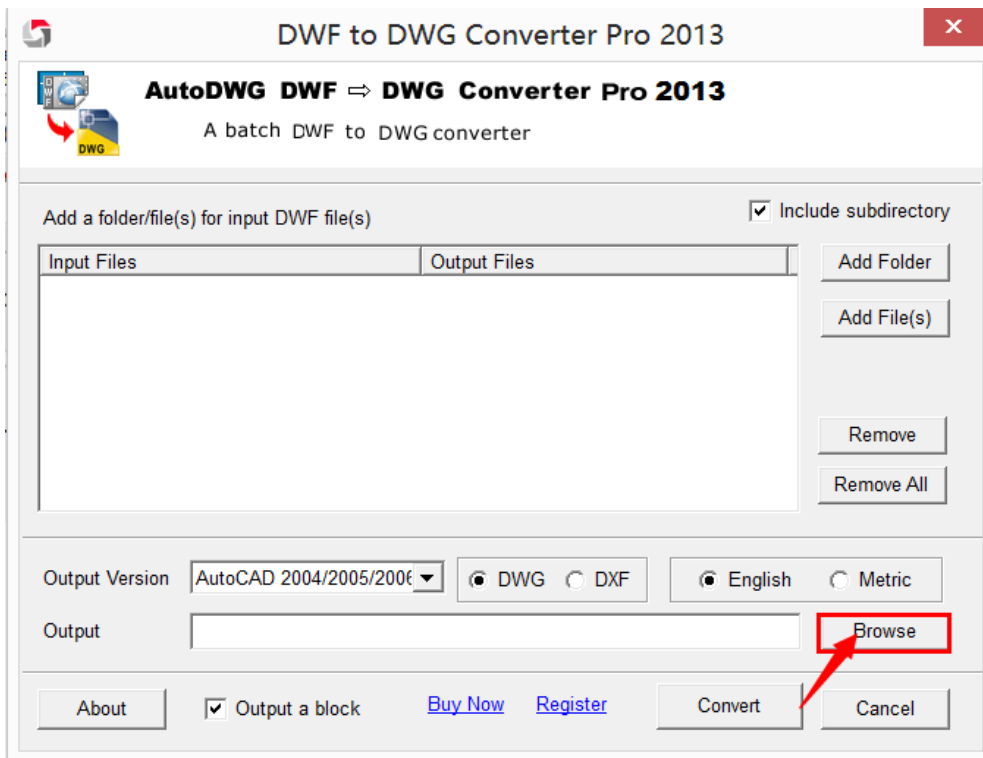 DWF to DWG Converter Pro 2013
x
AutoDWG DWF ⇨ DWG Converter Pro 2013
A batch DWF to DWG converter
DWF
DWG
Add a folder/file(s) for input DWF file(s)
Include subdirectory
Input Files
Output Files
Add Folder
Add File(s)
Remove
Remove All
Output Version
AutoCAD 2004/2005/2006
DWG
DXF
English
Metric
Output
Browse
About
Output a block
Buy Now
Register
Convert
Cancel